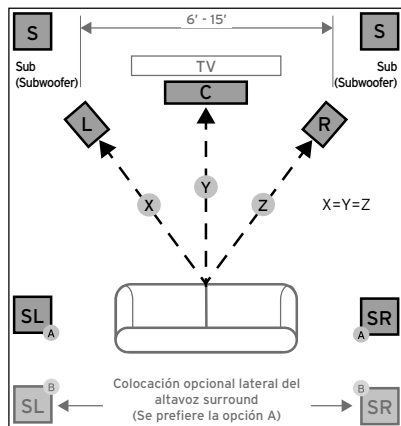 S
6' - 15'
S
Sub
(Subwoofer)
TV
Sub
(Subwoofer)
C
L
R
Y
X
Z
X=Y=Z
SL
A
SR
A
B
SL
Colocación opcional lateral del
altavoz surround
(Se prefiere la opción A)
B
SR